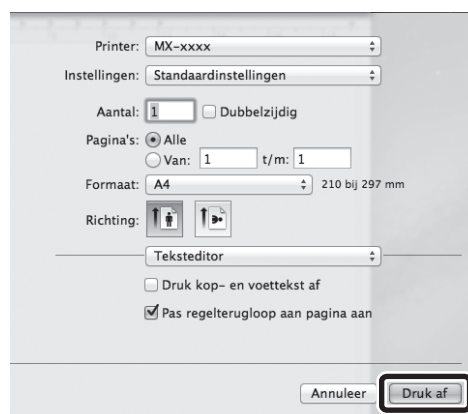 Printer: MX-xxxx
Instellingen: Standaardinstellingen
Aantal: 1 Dubbelzijdig
Pagina's: Alle
Van: 1 t/m: 1
Formaat: A4 210 bij 297 mm
Richting:
Teksteditor
Druk kop- en voettekst af
Pas regelterugloop aan pagina aan
Annuleer Druk af